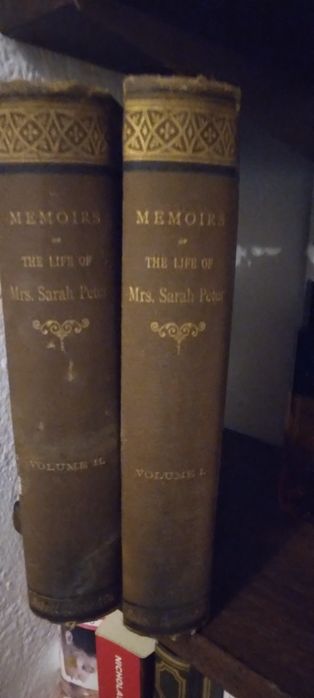 MEMOIRS
OF
THE LIFE OF
Mrs. Sarah Peter
VOLUME II.
MEMOIRS
OF
THE LIFE OF
Mrs. Sarah Peter
VOLUME I.
NICHOLA